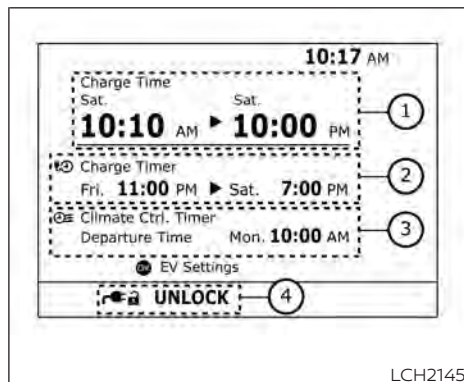 10:17 AM
Charge Time
Sat. Sat.
10:10 AM ▶ 10:00 PM
1
Charge Timer
2
Fri. 11:00 PM ▶ Sat. 7:00 PM
Climate Ctrl. Timer
3
Departure Time Mon. 10:00 AM
OK EV Settings
UNLOCK 4
LCH2145